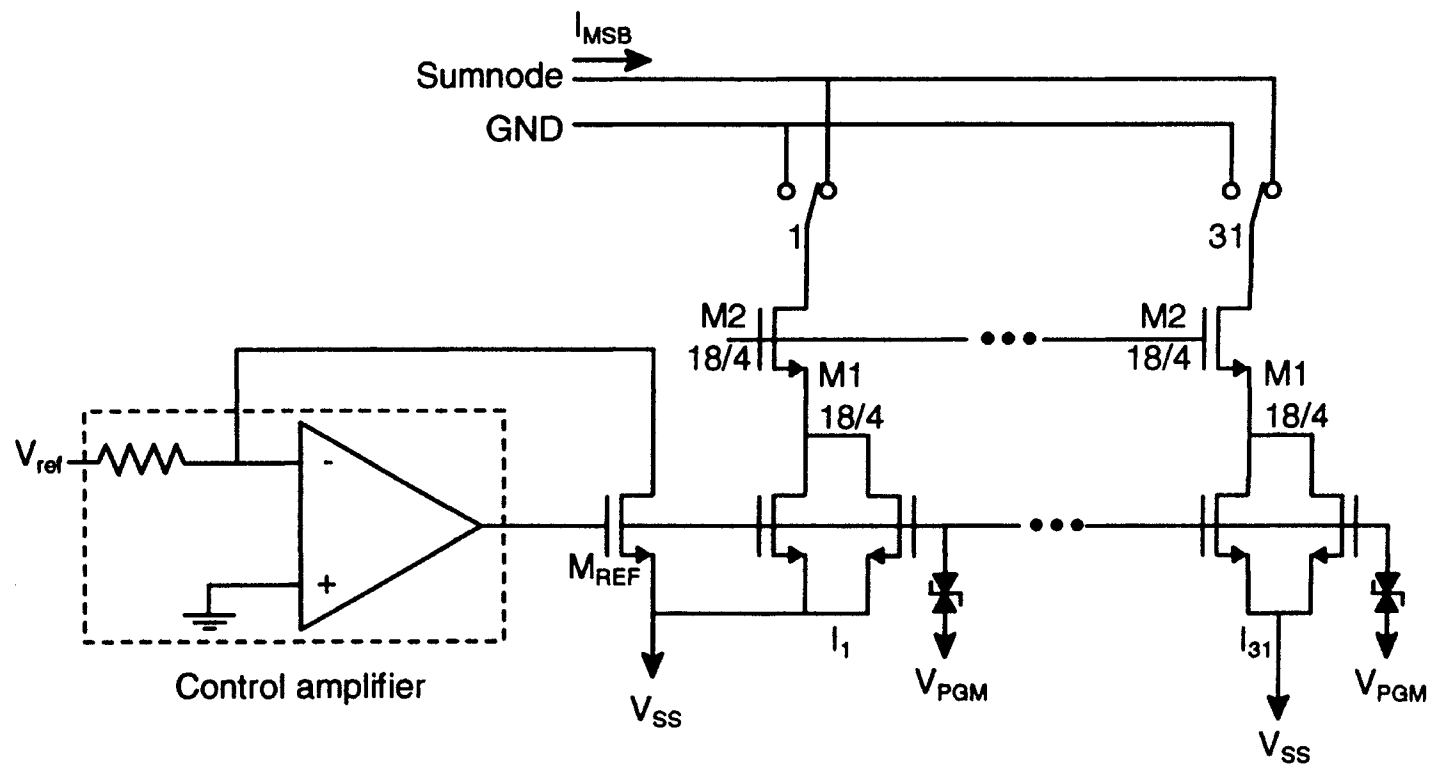 I_MSB
Sumnode
GND
1
31
M2
18/4
M2
18/4
M1
18/4
M1
18/4
V_ref
-
+
M_REF
I_1
I_31
Control amplifier
V_SS
V_PGM
V_PGM
V_SS